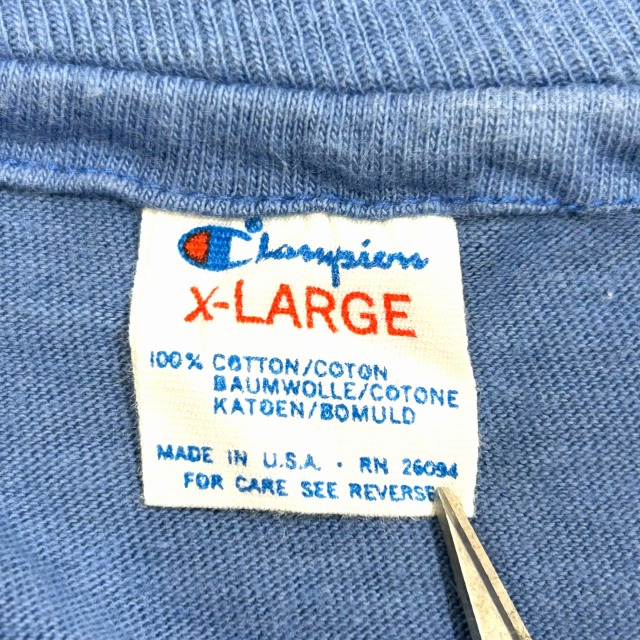 Champion
X-LARGE
100% COTTON/COTON
BAUMWOLLE/COTONE
KATOEN/BOMULD
MADE IN U.S.A. · RN 26094
FOR CARE SEE REVERSE